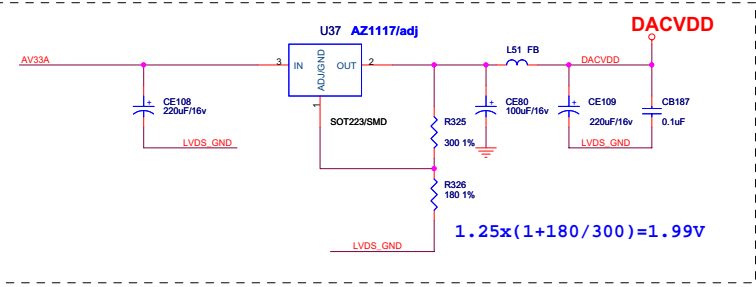 DACVDD
U37 AZ1117/adj
L51 FB
AV33A
3
IN
ADJ/GND
OUT
2
DACVDD
1
CE108
220uF/16v
SOT223/SMD
R325
300 1%
CE80
100uF/16v
CE109
220uF/16v
CB187
0.1uF
LVDS_GND
LVDS_GND
R326
180 1%
LVDS_GND
1.25x(1+180/300)=1.99V